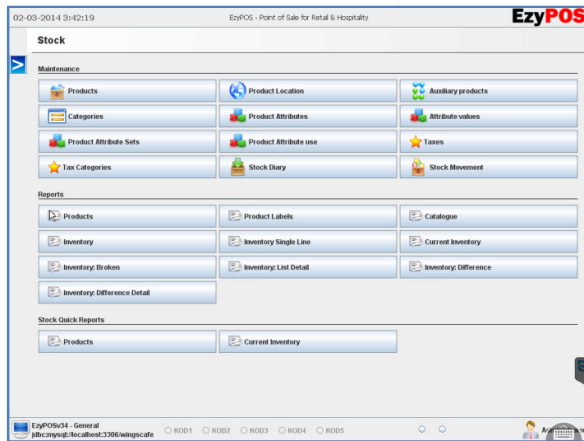 02-03-2014 3:42:19 EzyPOS - Point of Sale for Retail & Hospitality EzyPOS
Stock
>
Maintenance
Products Product Location Auxiliary products
Categories Product Attributes Attribute values
Product Attribute Sets Product Attribute use Taxes
Tax Categories Stock Diary Stock Movement
Reports
Products Product Labels Catalogue
Inventory Inventory Single Line Current Inventory
Inventory: Broken Inventory: List Detail Inventory: Difference
Inventory: Difference Detail
Stock Quick Reports
Products Current Inventory
EzyPOSv34 - General
jdbc:mysql:/localhost:3306/wingscafe KOD1 KOD2 KOD3 KOD4 KOD5